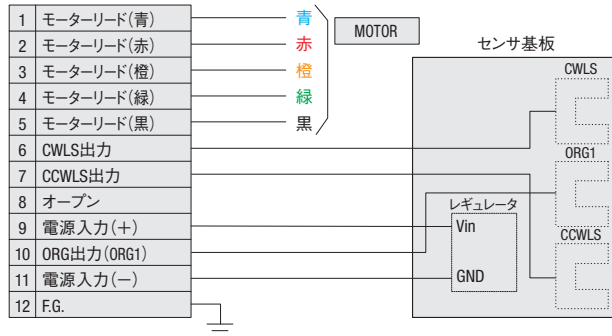 1 モーターリード(青)
2 モーターリード(赤)
3 モーターリード(橙)
4 モーターリード(緑)
5 モーターリード(黒)
6 CWLS出力
7 CCWLS出力
8 オープン
9 電源入力(+)
10 ORG出力(ORG1)
11 電源入力(−)
12 F.G.
青
赤
橙
緑
黒
MOTOR
センサ基板
CWLS
ORG1
CCWLS
レギュレータ
Vin
GND